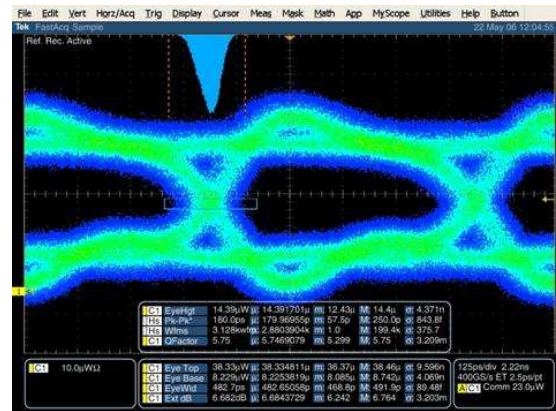 File Edit Vert Horz/Acq Trig Display Cursor Meas Mask Math App MyScope Utilities Help Button
Tek FastAcq Sample 22 May 06 12:04:55
Ref. Rec. Active
1
C1 EyeHgt 14.39µW µ: 14.391701µ m: 12.43µ M: 14.4µ σ: 4.371n
Hs Pk-Pk* 180.0ps µ: 179.96955p m: 57.5p M: 250.0p σ: 843.8f
Hs Wfms 3.128kwfm µ: 2.8803904k m: 1.0 M: 199.4k σ: 375.7
C1 QFactor 5.75 µ: 5.7469079 m: 5.299 M: 5.75 σ: 3.209m
C1 10.0µWΩ
C1 Eye Top 38.33µW µ: 38.334811µ m: 36.37µ M: 38.46µ σ: 9.596n
C1 Eye Base 8.229µW µ: 8.2253819µ m: 8.085µ M: 8.742µ σ: 4.069n
C1 EyeWid 482.7ps µ: 482.65058p m: 468.8p M: 491.9p σ: 89.48f
C1 Ext dB 6.682dB µ: 6.6843729 m: 6.242 M: 6.764 σ: 3.203m
125ps/div 2.22ns
400GS/s ET 2.5ps/pt
A C1 Comm 23.0µW